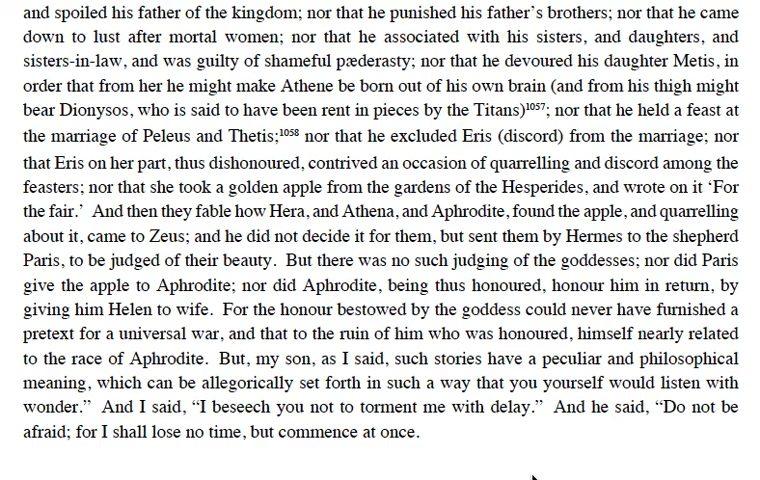 and spoiled his father of the kingdom; nor that he punished his father’s brothers; nor that he came
down to lust after mortal women; nor that he associated with his sisters, and daughters, and
sisters-in-law, and was guilty of shameful pæderasty; nor that he devoured his daughter Metis, in
order that from her he might make Athene be born out of his own brain (and from his thigh might
bear Dionysos, who is said to have been rent in pieces by the Titans)1057; nor that he held a feast at
the marriage of Peleus and Thetis;1058 nor that he excluded Eris (discord) from the marriage; nor
that Eris on her part, thus dishonoured, contrived an occasion of quarrelling and discord among the
feasters; nor that she took a golden apple from the gardens of the Hesperides, and wrote on it ‘For
the fair.’ And then they fable how Hera, and Athena, and Aphrodite, found the apple, and quarrelling
about it, came to Zeus; and he did not decide it for them, but sent them by Hermes to the shepherd
Paris, to be judged of their beauty. But there was no such judging of the goddesses; nor did Paris
give the apple to Aphrodite; nor did Aphrodite, being thus honoured, honour him in return, by
giving him Helen to wife. For the honour bestowed by the goddess could never have furnished a
pretext for a universal war, and that to the ruin of him who was honoured, himself nearly related
to the race of Aphrodite. But, my son, as I said, such stories have a peculiar and philosophical
meaning, which can be allegorically set forth in such a way that you yourself would listen with
wonder.” And I said, “I beseech you not to torment me with delay.” And he said, “Do not be
afraid; for I shall lose no time, but commence at once.